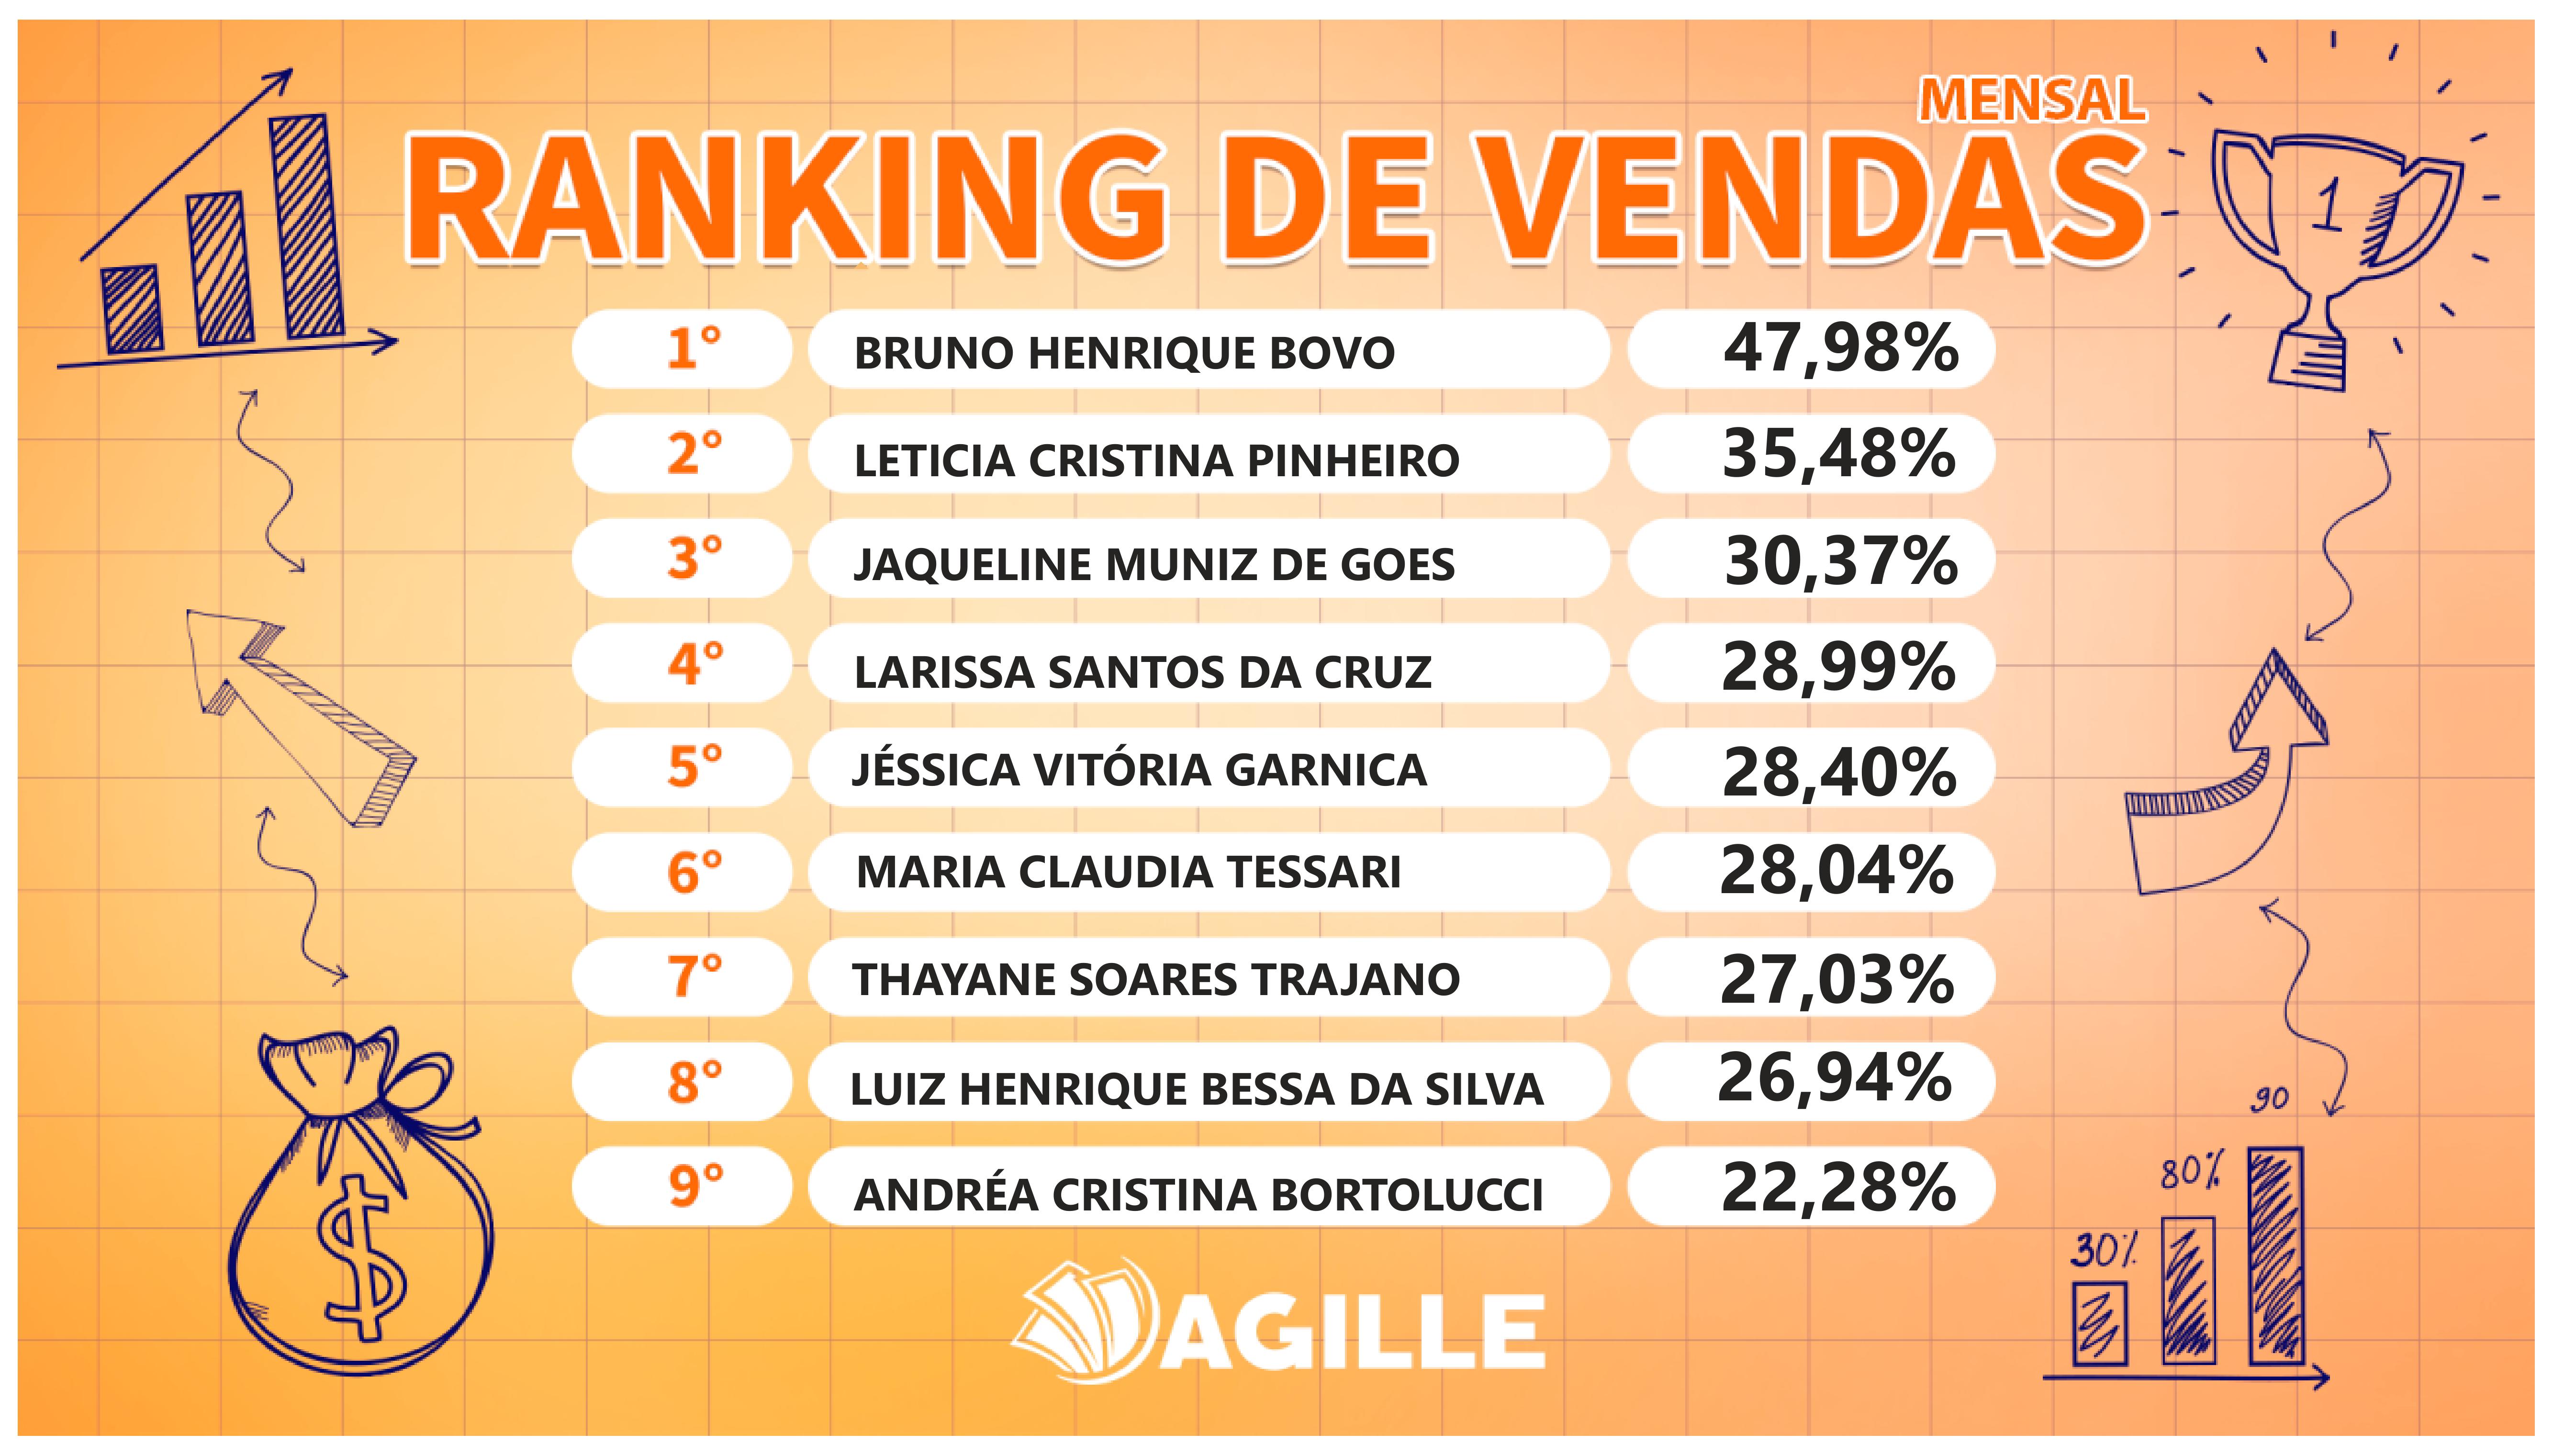 MENSAL
RANKING DE VENDAS
1
1° BRUNO HENRIQUE BOVO 47,98%
2° LETICIA CRISTINA PINHEIRO 35,48%
3° JAQUELINE MUNIZ DE GOES 30,37%
4° LARISSA SANTOS DA CRUZ 28,99%
5° JÉSSICA VITÓRIA GARNICA 28,40%
6° MARIA CLAUDIA TESSARI 28,04%
7° THAYANE SOARES TRAJANO 27,03%
8° LUIZ HENRIQUE BESSA DA SILVA 26,94%
9° ANDRÉA CRISTINA BORTOLUCCI 22,28%
$
90
80%
30%
AGILLE